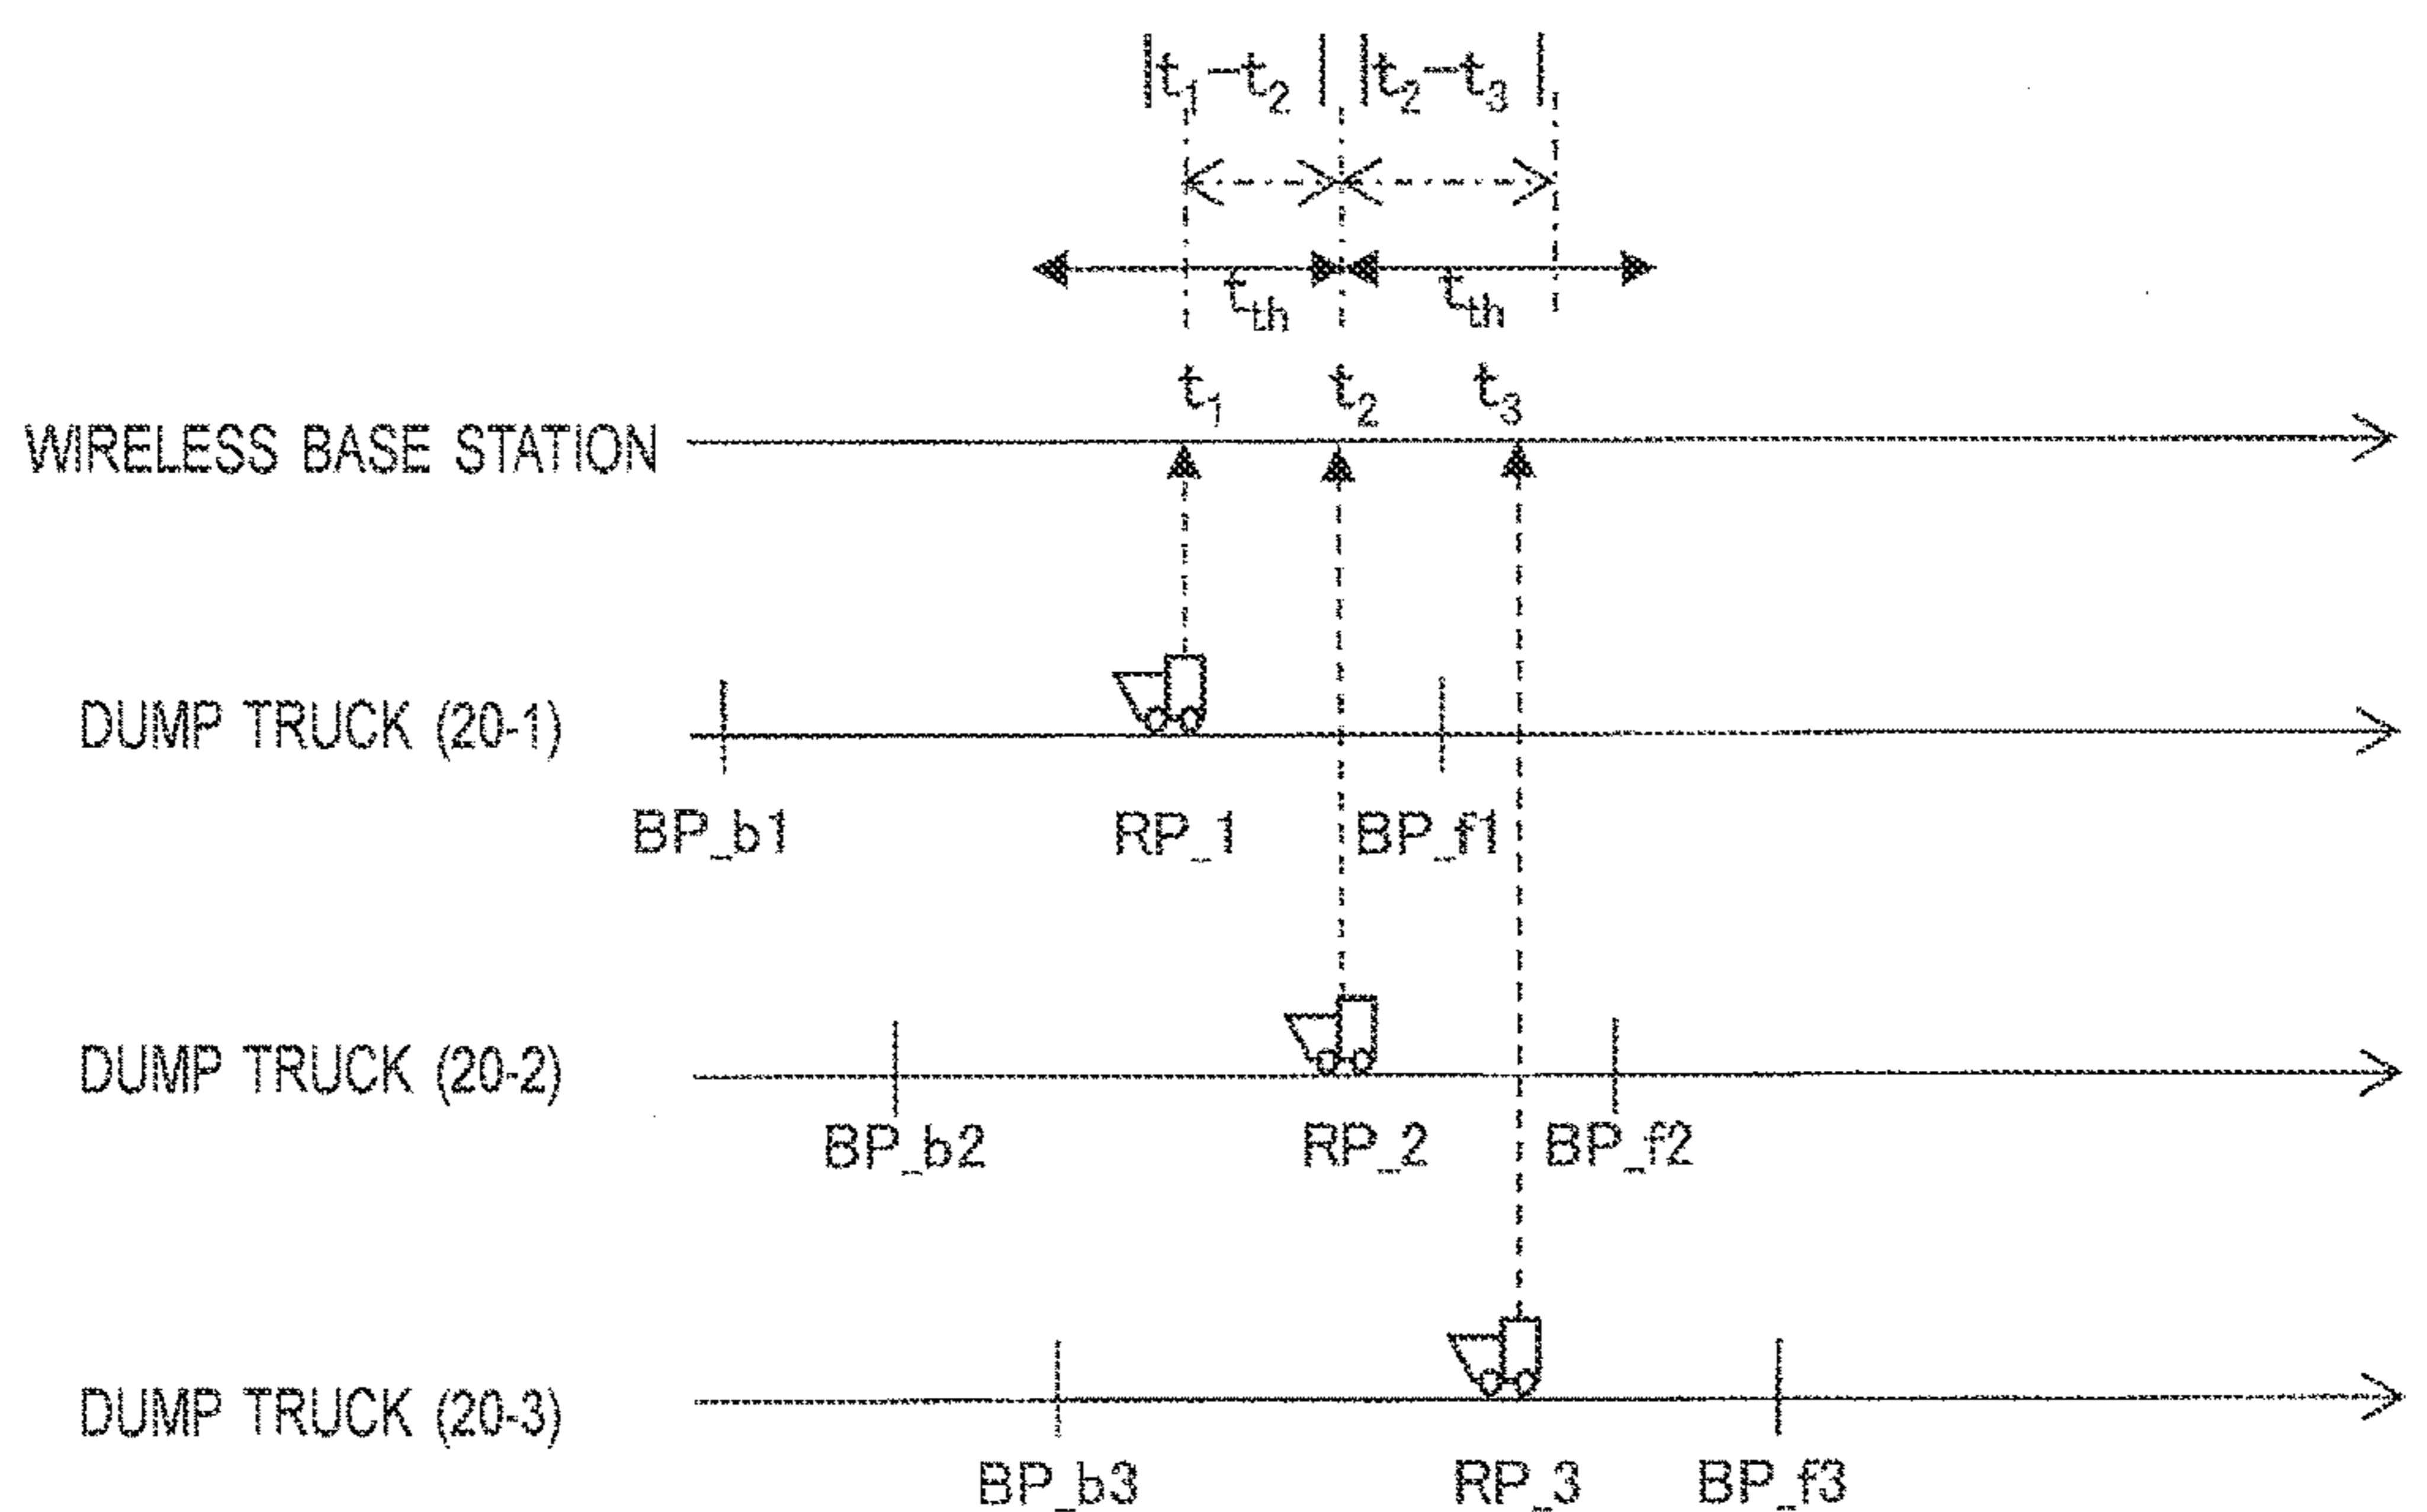 |t₁-t₂| |t₂-t₃|
tth tth
t₁ t₂ t₃
WIRELESS BASE STATION
DUMP TRUCK (20-1)
BP_b1 RP_1 BP_f1
DUMP TRUCK (20-2)
BP_b2 RP_2 BP_f2
DUMP TRUCK (20-3)
BP_b3 RP_3 BP_f3